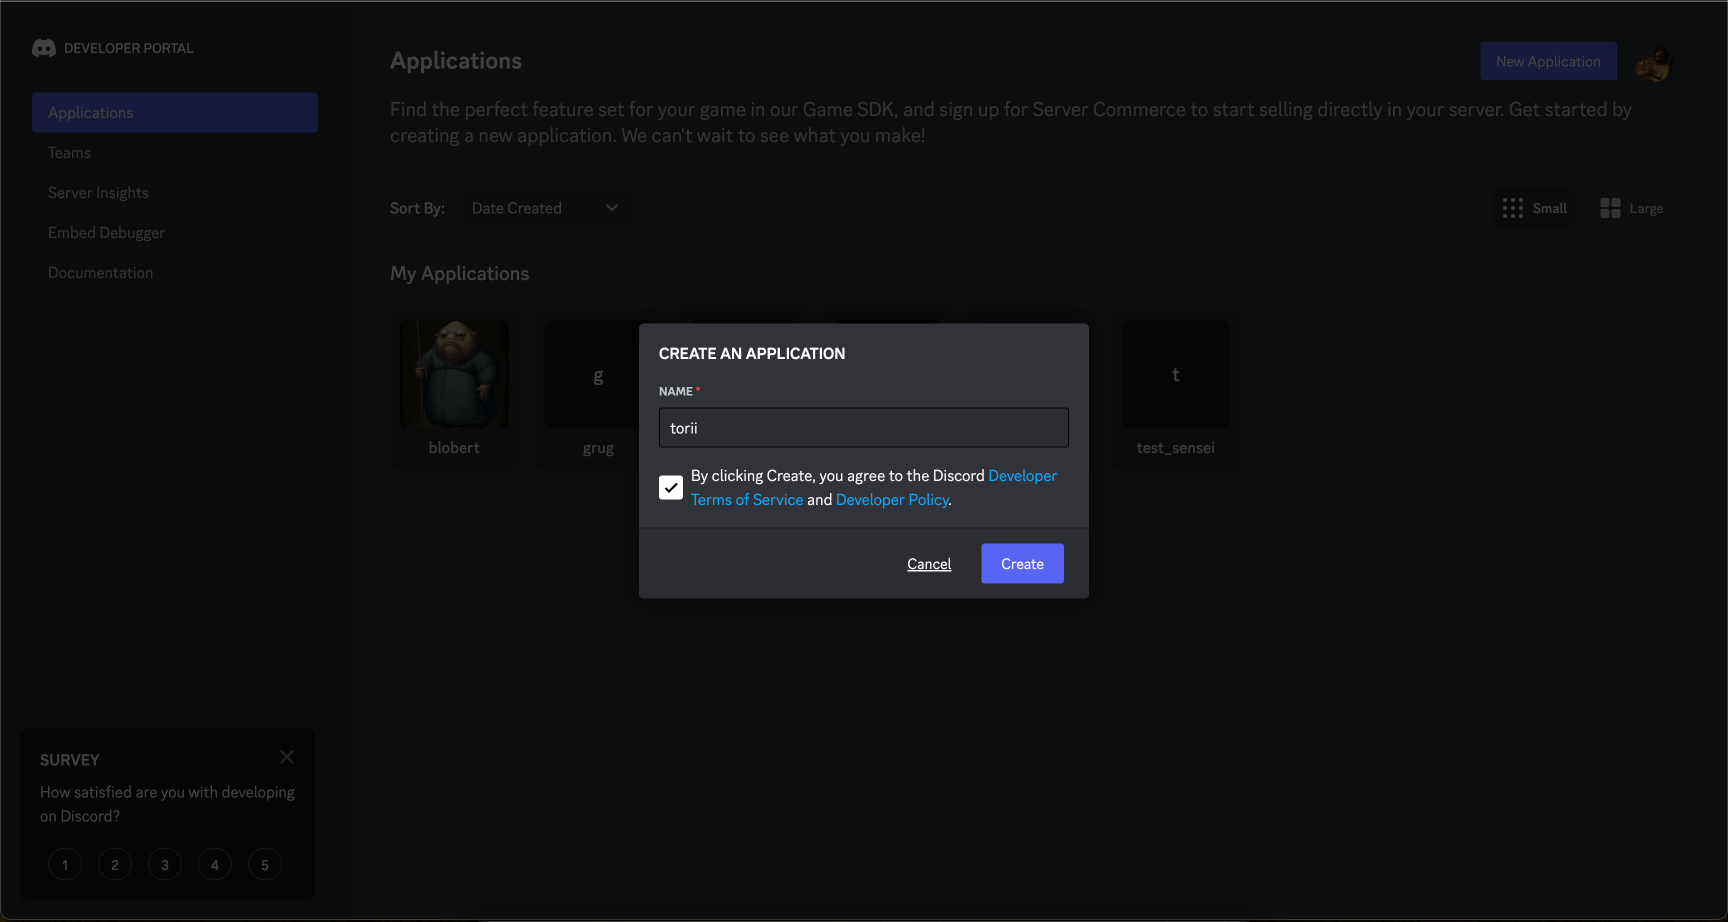 DEVELOPER PORTAL
Applications
Teams
Server Insights
Embed Debugger
Documentation
Applications
New Application
Find the perfect feature set for your game in our Game SDK, and sign up for Server Commerce to start selling directly in your server. Get started by
creating a new application. We can't wait to see what you make!
Sort By:
Date Created
Small
Large
My Applications
g
t
blobert
grug
test_sensei
CREATE AN APPLICATION
NAME *
torii
By clicking Create, you agree to the Discord Developer
Terms of Service and Developer Policy.
Cancel
Create
SURVEY
How satisfied are you with developing
on Discord?
1 2 3 4 5